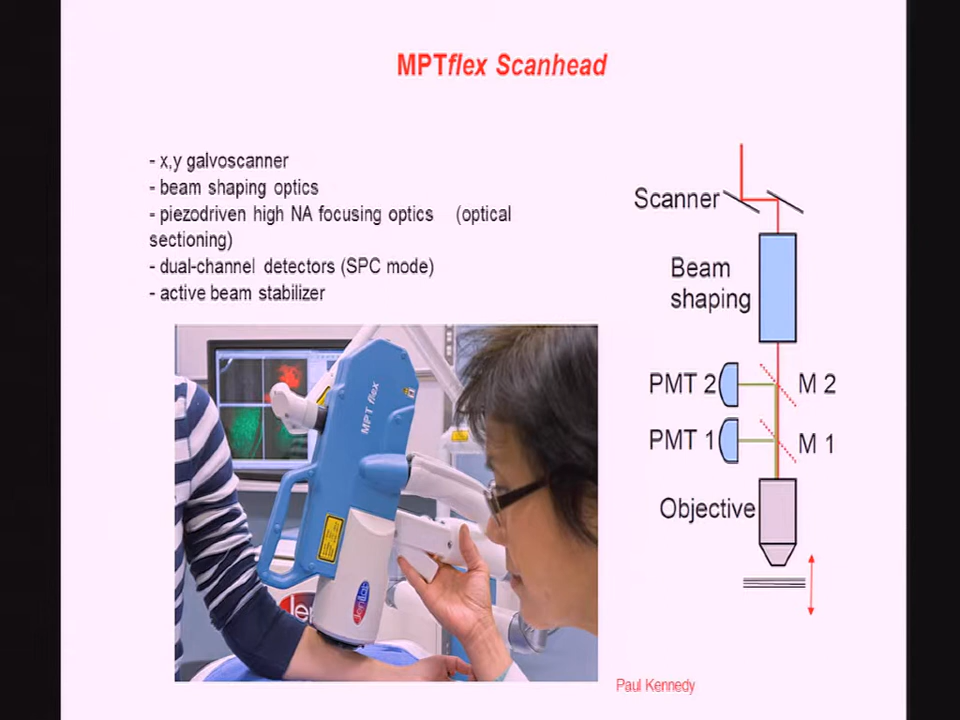 MPTflex Scanhead
- x,y galvoscanner
- beam shaping optics
- piezodriven high NA focusing optics (optical
sectioning)
- dual-channel detectors (SPC mode)
- active beam stabilizer
Scanner
Beam
shaping
PMT 2
M 2
PMT 1
M 1
Objective
MPT flex
jenlab
Paul Kennedy